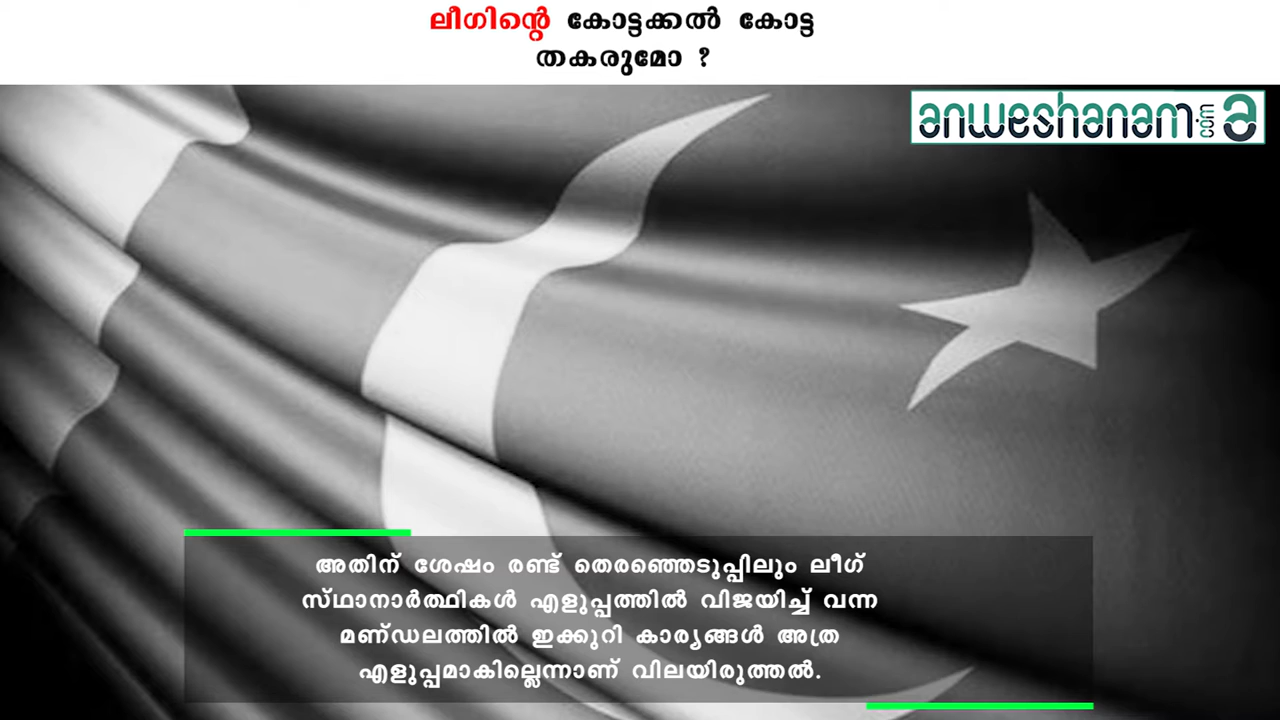 ലീഗിന്റെ കോട്ടക്കൽ കോട്ട
തകരുമോ ?
anweshanam.com a
അതിന് ശേഷം രണ്ട് തെരഞ്ഞെടുപ്പിലും ലീഗ്
സ്ഥാനാർത്ഥികൾ എളുപ്പത്തിൽ വിജയിച്ച് വന്ന
മണ്ഡലത്തിൽ ഇക്കുറി കാര്യങ്ങൾ അത്ര
എളുപ്പമാകില്ലെന്നാണ് വിലയിരുത്തൽ.